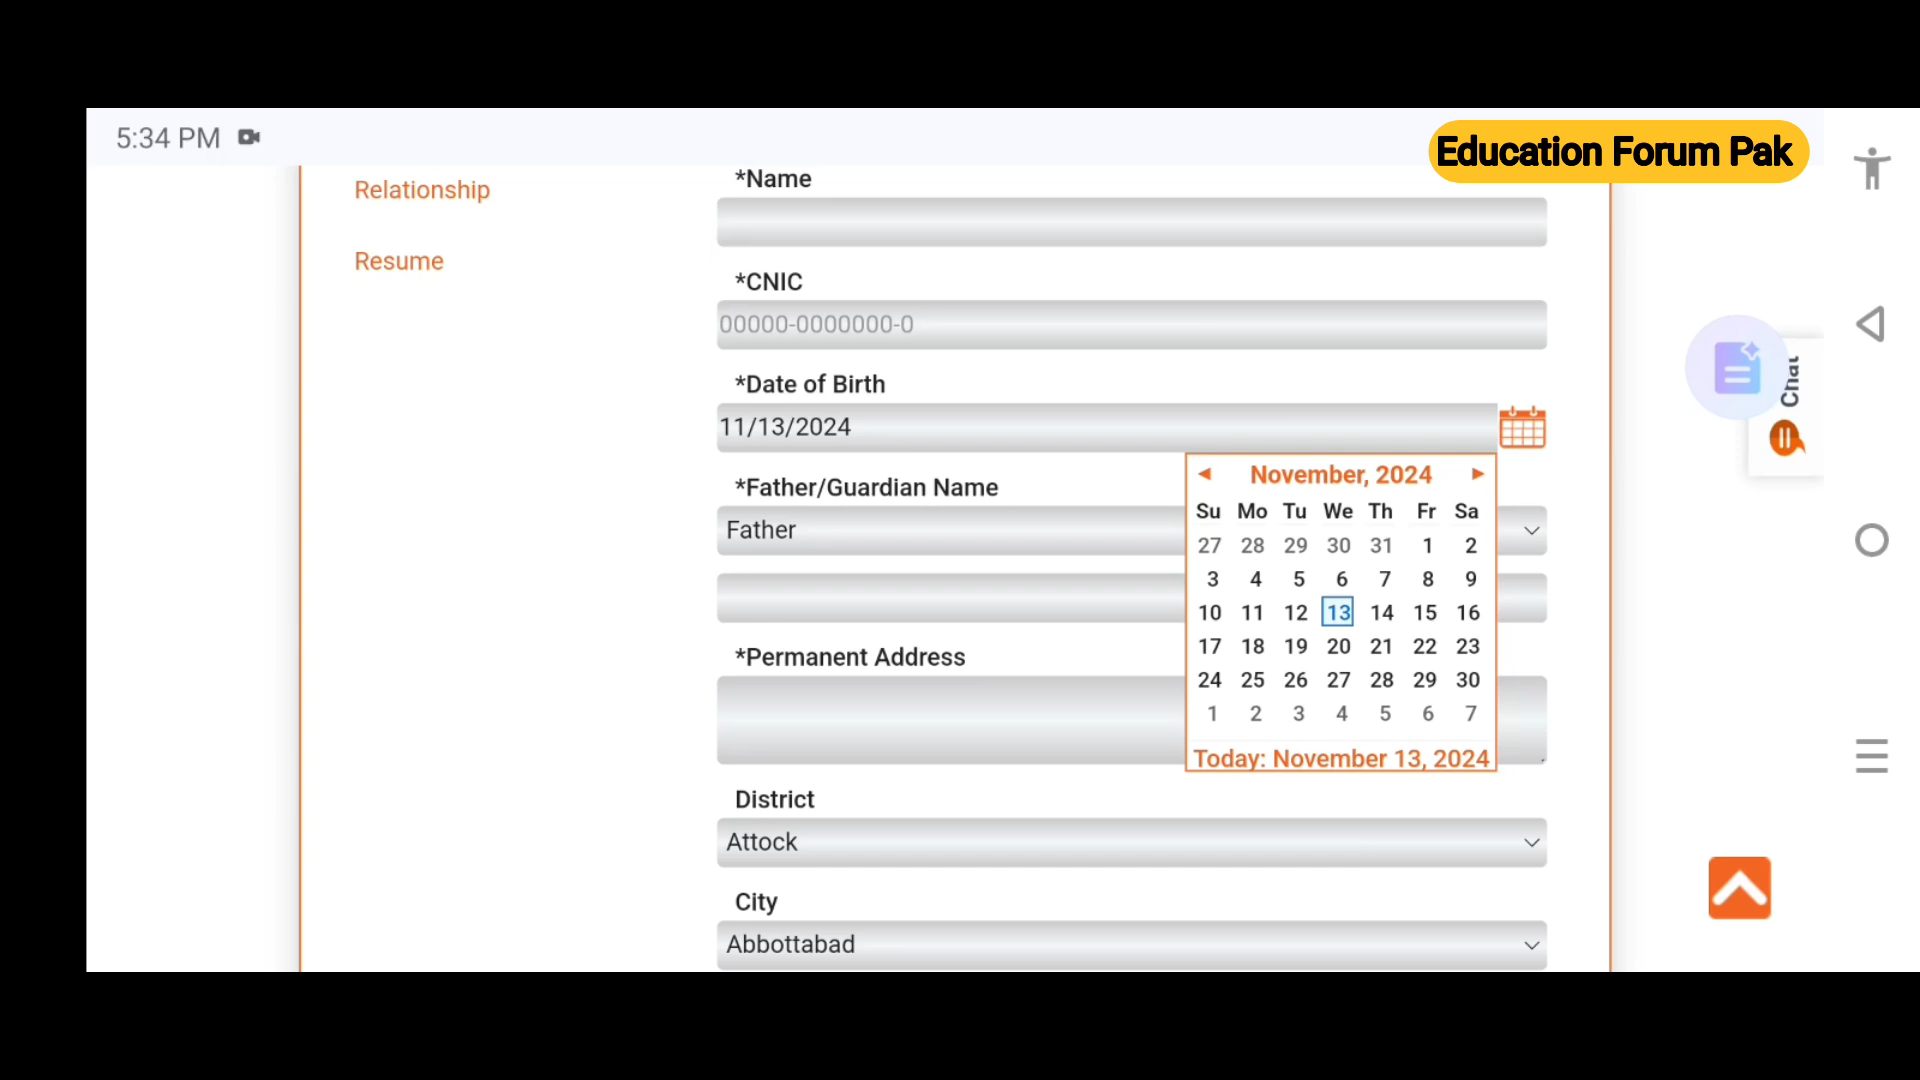 5:34 PM
Education Forum Pak
Relationship
Resume
*Name
*CNIC
00000-0000000-0
*Date of Birth
11/13/2024
*Father/Guardian Name
Father
November, 2024
Su Mo Tu We Th Fr Sa
27 28 29 30 31 1 2
3 4 5 6 7 8 9
10 11 12 13 14 15 16
17 18 19 20 21 22 23
24 25 26 27 28 29 30
1 2 3 4 5 6 7
Today: November 13, 2024
*Permanent Address
District
Attock
City
Abbottabad
Chat